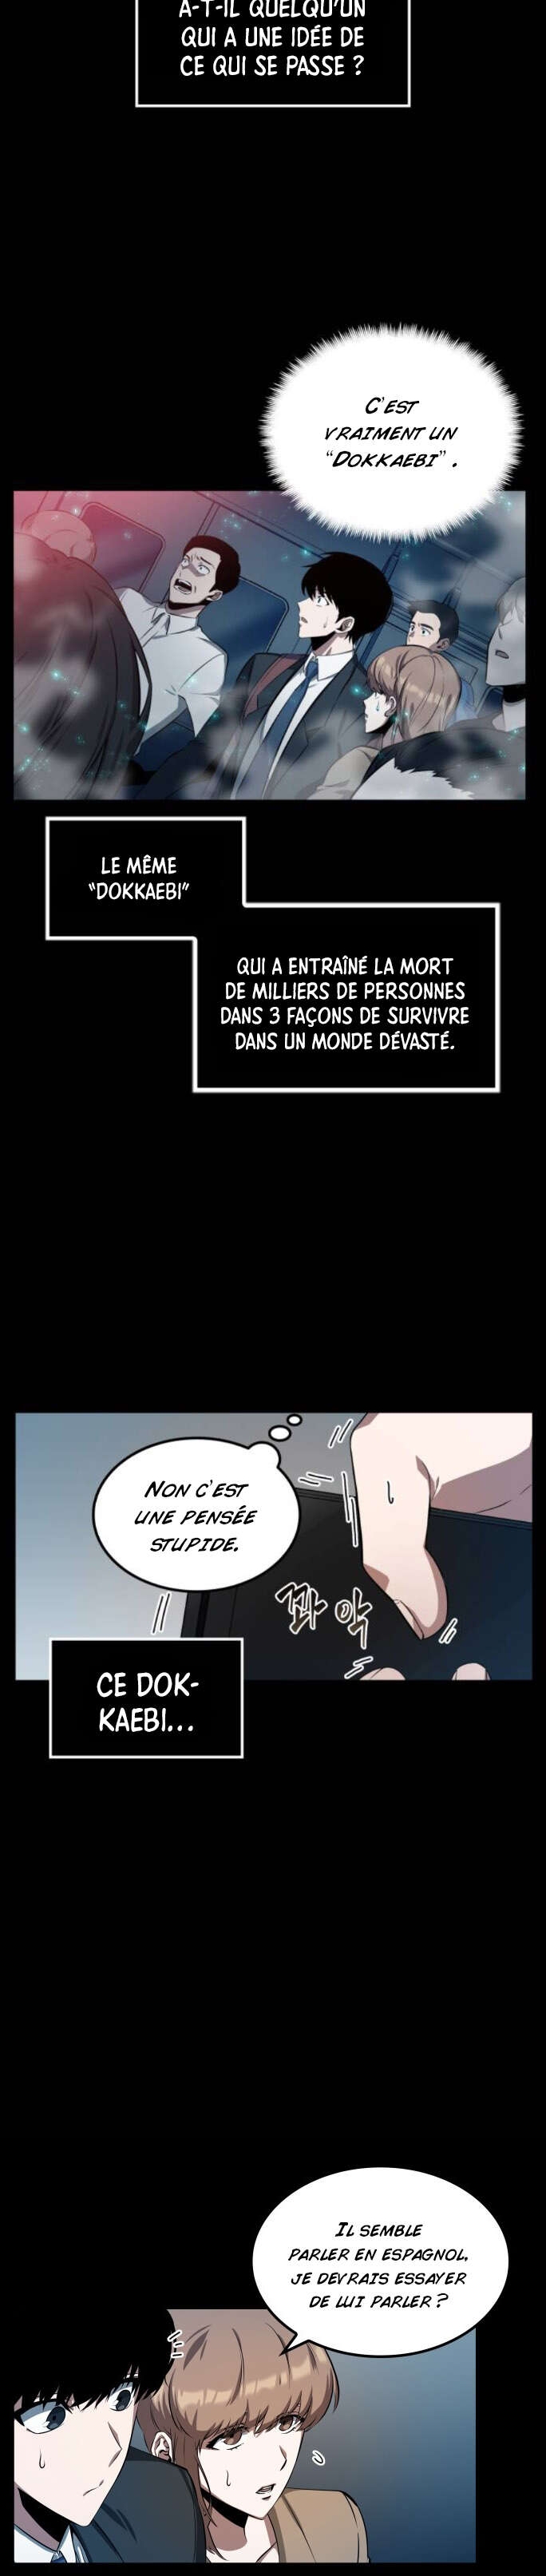 A-T-IL QUELQU'UN
QUI A UNE IDÉE DE
CE QUI SE PASSE ?
C'EST
VRAIMENT UN
“DOKKAEBI” .
LE MÊME
“DOKKAEBI”
QUI A ENTRAÎNÉ LA MORT
DE MILLIERS DE PERSONNES
DANS 3 FAÇONS DE SURVIVRE
DANS UN MONDE DÉVASTÉ.
NON C'EST
UNE PENSÉE
STUPIDE.
꽈악
CE DOK-
KAEBI...
IL SEMBLE
PARLER EN ESPAGNOL,
JE DEVRAIS ESSAYER
DE LUI PARLER ?